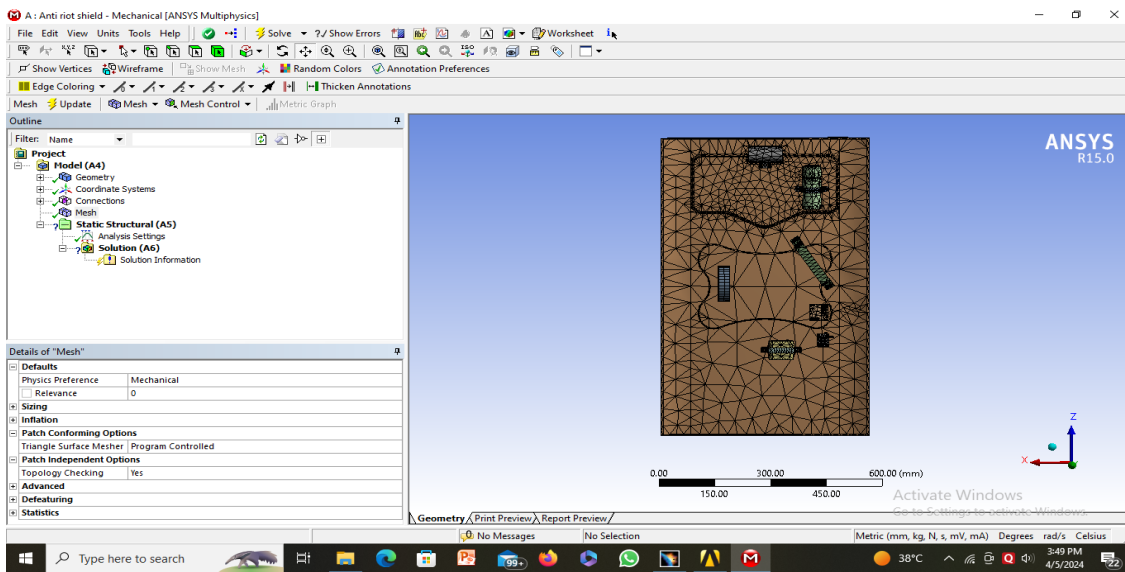 A : Anti riot shield - Mechanical [ANSYS Multiphysics]
File Edit View Units Tools Help Solve ?/ Show Errors Worksheet
Show Vertices Wireframe Show Mesh Random Colors Annotation Preferences
Edge Coloring Thicken Annotations
Mesh Update Mesh Mesh Control Metric Graph
Outline
Filter: Name
Project
Model (A4)
Geometry
Coordinate Systems
Connections
Mesh
Static Structural (A5)
Analysis Settings
Solution (A6)
Solution Information
Details of "Mesh"
Defaults
Physics Preference Mechanical
Relevance 0
Sizing
Inflation
Patch Conforming Options
Triangle Surface Mesher Program Controlled
Patch Independent Options
Topology Checking Yes
Advanced
Defeaturing
Statistics
ANSYS
R15.0
Z
X
0.00 300.00 600.00 (mm)
150.00 450.00
Activate Windows
Go to Settings to activate Windows.
Geometry Print Preview Report Preview
No Messages No Selection Metric (mm, kg, N, s, mV, mA) Degrees rad/s Celsius
Type here to search 99+ 38°C 3:49 PM
4/5/2024 22